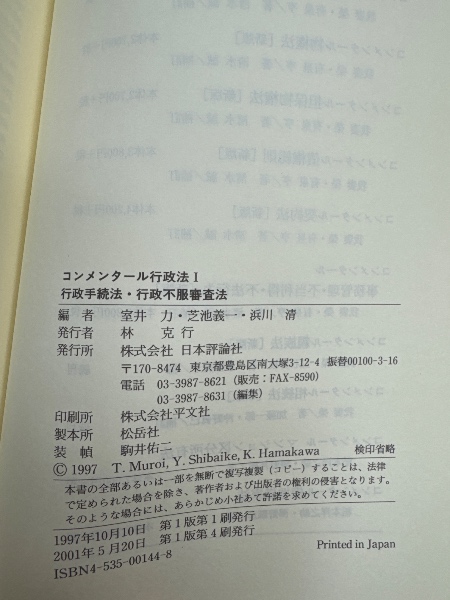 コンメンタール行政法 I
行政手続法・行政不服審査法
編 者 室井 力・芝池義一・浜川 清
発行者 林 克行
発行所 株式会社 日本評論社
〒170-8474 東京都豊島区南大塚3-12-4 振替00100-3-16
電話 03-3987-8621(販売:FAX-8590)
03-3987-8631(編集)
印刷所 株式会社平文社
製本所 松岳社
装 幀 駒井佑二
© 1997 T. Muroi, Y. Shibaike, K. Hamakawa 検印省略
本書の全部あるいは一部を無断で複写複製(コピー)することは、法律
で定められた場合を除き、著作者および出版者の権利の侵害となります。
そのような場合には、あらかじめ小社あて許諾を求めてください。
1997年10月10日 第1版第1刷発行
2001年5月20日 第1版第4刷発行
ISBN4-535-00144-8 Printed in Japan